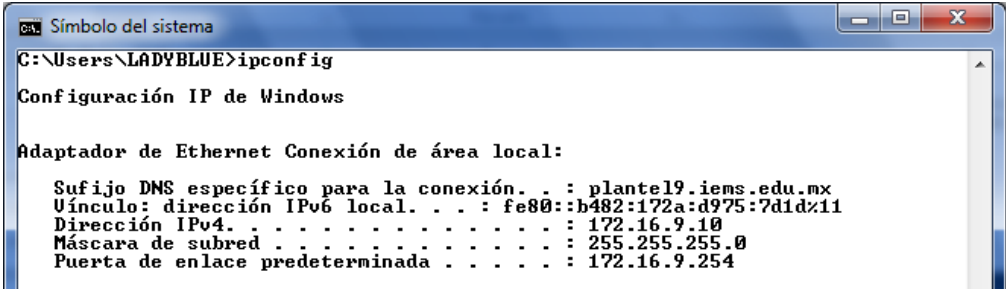 Símbolo del sistema
C:\Users\LADYBLUE>ipconfig
Configuración IP de Windows
Adaptador de Ethernet Conexión de área local:
Sufijo DNS específico para la conexión. . : plantel9.iems.edu.mx
Vínculo: dirección IPv6 local. . . : fe80::b482:172a:d975:7d1d%11
Dirección IPv4. . . . . . . . . . . . . . : 172.16.9.10
Máscara de subred . . . . . . . . . . . . : 255.255.255.0
Puerta de enlace predeterminada . . . . . : 172.16.9.254